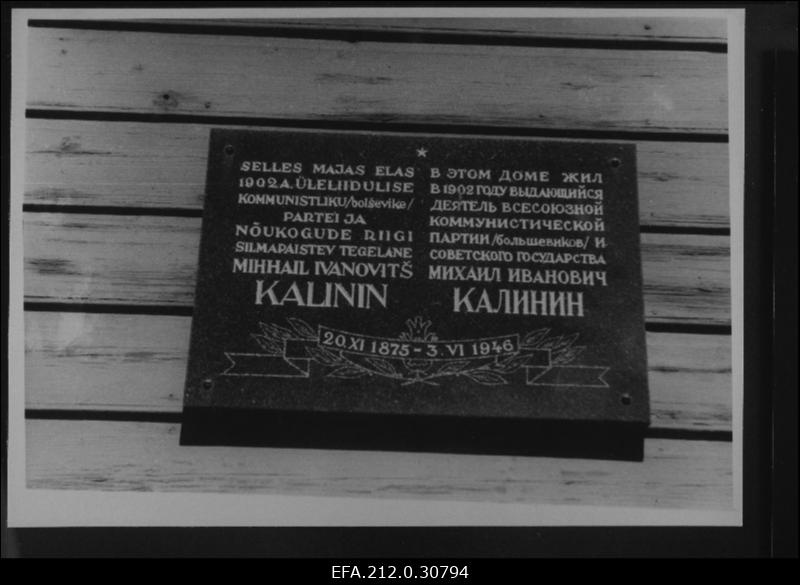 SELLES MAJAS ELAS
1902.A. ÜLELIIDULISE
KOMMUNISTLIKU/bolševike/
PARTEI JA
NÕUKOGUDE RIIGI
SILMAPAISTEV TEGELANE
MIHHAIL IVANOVITŠ
KALININ
В ЭТОМ ДОМЕ ЖИЛ
В 1902 ГОДУ ВЫДАЮЩИЙСЯ
ДЕЯТЕЛЬ ВСЕСОЮЗНОЙ
КОММУНИСТИЧЕСКОЙ
ПАРТИИ/большевиков/ И
СОВЕТСКОГО ГОСУДАРСТВА
МИХАИЛ ИВАНОВИЧ
КАЛИНИН
20.XI 1875-3.VI 1946
EFA.212.0.30794